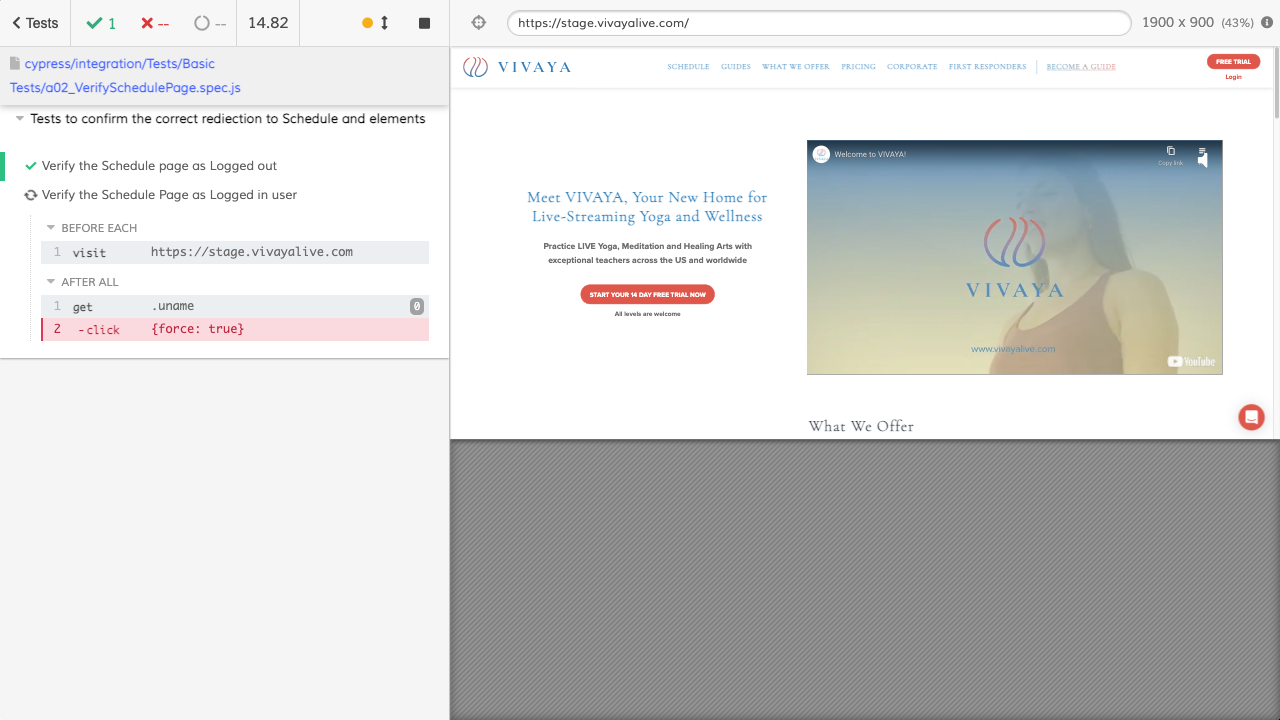 Tests
1
--
--
14.82
https://stage.vivayalive.com/
1900 x 900 (43%)
cypress/integration/Tests/Basic
Tests/a02_VerifySchedulePage.spec.js
Tests to confirm the correct rediection to Schedule and elements
Verify the Schedule page as Logged out
Verify the Schedule Page as Logged in user
BEFORE EACH
1 visit https://stage.vivayalive.com
AFTER ALL
1 get .uname 0
2 -click {force: true}
VIVAYA
SCHEDULE GUIDES WHAT WE OFFER PRICING CORPORATE FIRST RESPONDERS BECOME A GUIDE
FREE TRIAL
Login
Meet VIVAYA, Your New Home for
Live-Streaming Yoga and Wellness
Practice LIVE Yoga, Meditation and Healing Arts with
exceptional teachers across the US and worldwide
START YOUR 14 DAY FREE TRIAL NOW
All levels are welcome
Welcome to VIVAYA!
Copy link
VIVAYA
www.vivayalive.com
YouTube
What We Offer